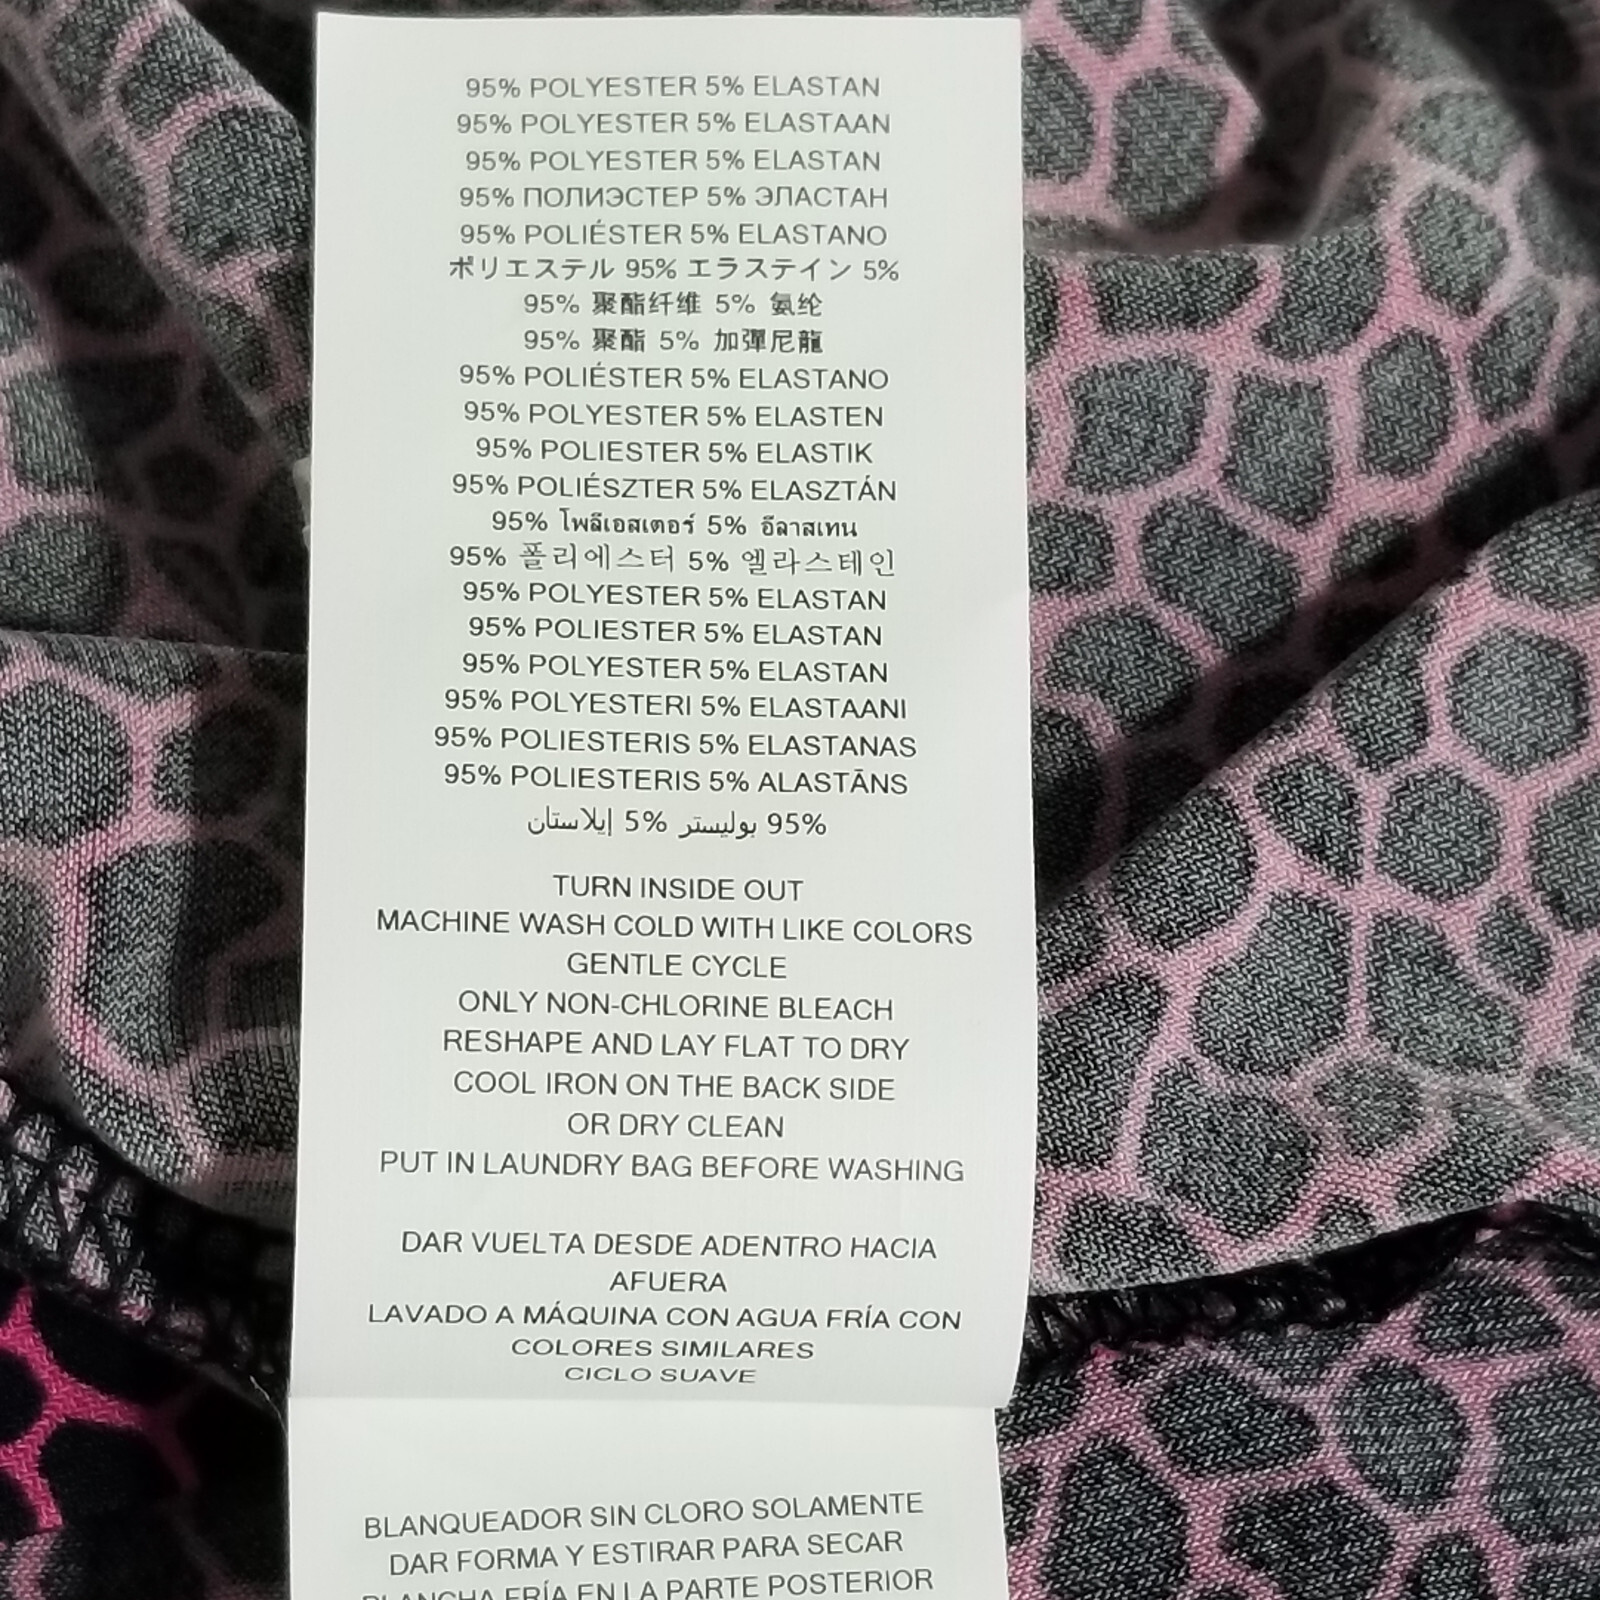 95% POLYESTER 5% ELASTAN
95% POLYESTER 5% ELASTAAN
95% POLYESTER 5% ELASTAN
95% ПОЛИЭСТЕР 5% ЭЛАСТАН
95% POLIÉSTER 5% ELASTANO
ポリエステル 95% エラステイン 5%
95% 聚酯纤维 5% 氨纶
95% 聚酯 5% 加彈尼龍
95% POLIÉSTER 5% ELASTANO
95% POLYESTER 5% ELASTEN
95% POLIESTER 5% ELASTIK
95% POLIÉSZTER 5% ELASZTÁN
95% โพลีเอสเตอร์ 5% อีลาสเทน
95% 폴리에스터 5% 엘라스테인
95% POLYESTER 5% ELASTAN
95% POLIESTER 5% ELASTAN
95% POLYESTER 5% ELASTAN
95% POLYESTERI 5% ELASTAANI
95% POLIESTERIS 5% ELASTANAS
95% POLIESTERIS 5% ALASTĀNS
95% بوليستر 5% إيلاستان
TURN INSIDE OUT
MACHINE WASH COLD WITH LIKE COLORS
GENTLE CYCLE
ONLY NON-CHLORINE BLEACH
RESHAPE AND LAY FLAT TO DRY
COOL IRON ON THE BACK SIDE
OR DRY CLEAN
PUT IN LAUNDRY BAG BEFORE WASHING
DAR VUELTA DESDE ADENTRO HACIA
AFUERA
LAVADO A MÁQUINA CON AGUA FRÍA CON
COLORES SIMILARES
CICLO SUAVE
BLANQUEADOR SIN CLORO SOLAMENTE
DAR FORMA Y ESTIRAR PARA SECAR
PLANCHA FRÍA EN LA PARTE POSTERIOR